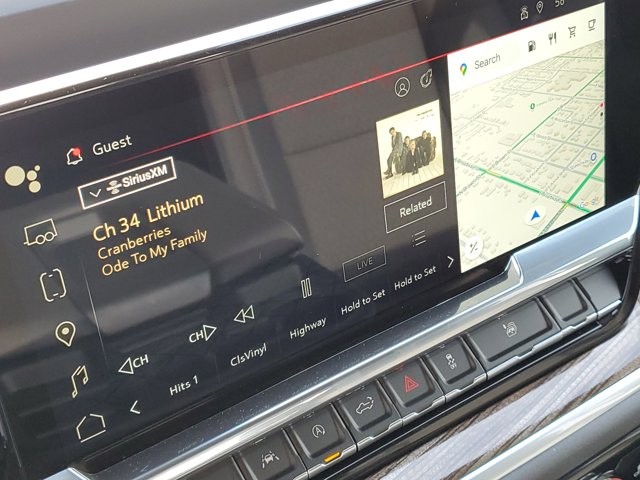 58
Search
Guest
SiriusXM
Ch 34 Lithium
Cranberries
Ode To My Family
Related
LIVE
CH
CH
Hits 1
ClsVinyl
Highway
Hold to Set
Hold to Set